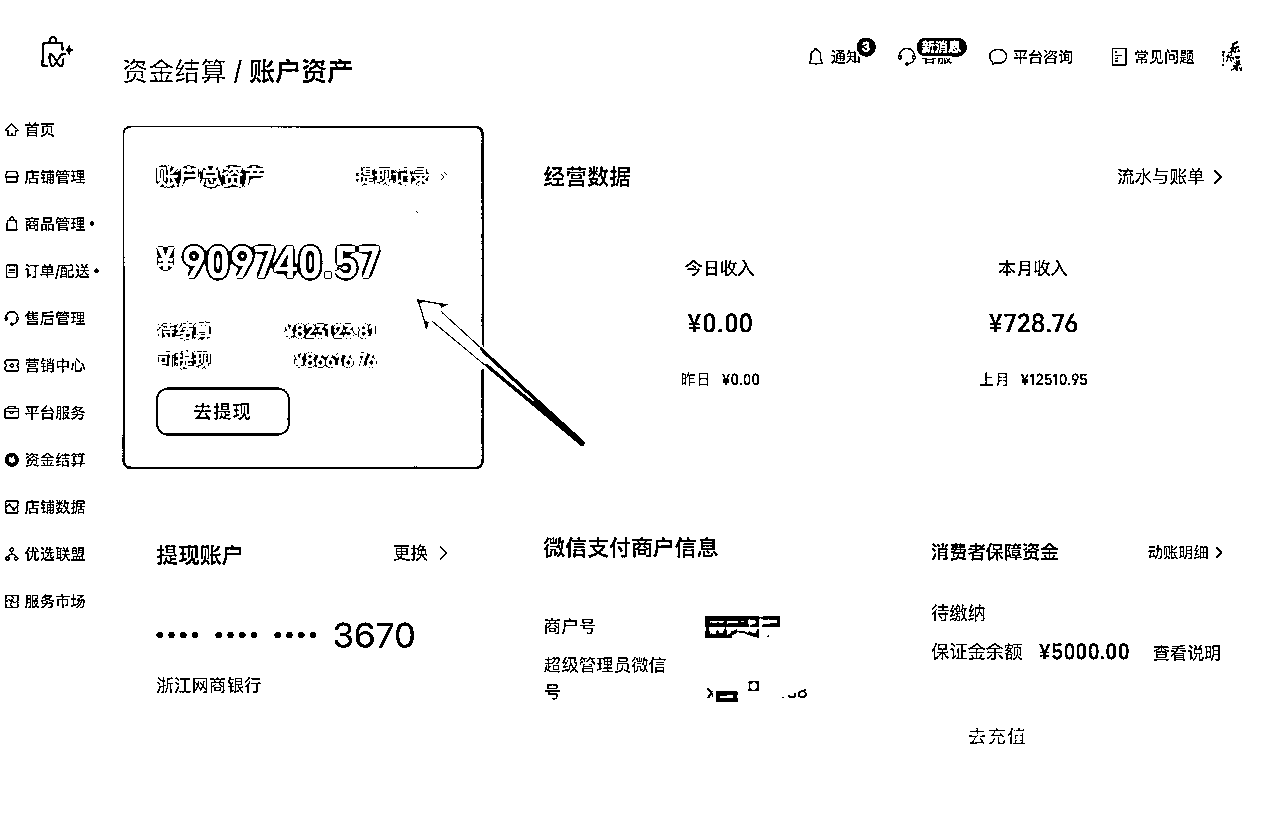 资金结算 / 账户资产
通知 3
客服 新消息
平台咨询
常见问题
首页
店铺管理
商品管理
订单/配送
售后管理
营销中心
平台服务
资金结算
店铺数据
优选联盟
服务市场
账户总资产 提现记录 >
¥ 909740.57
待结算 ¥823123.81
可提现 ¥86616.76
去提现
经营数据 流水与账单 >
今日收入 本月收入
¥0.00 ¥728.76
昨日 ¥0.00 上月 ¥12510.95
提现账户 更换 >
•••• •••• •••• 3670
浙江网商银行
微信支付商户信息
商户号
超级管理员微信
号
消费者保障资金 动账明细 >
待缴纳
保证金余额 ¥5000.00 查看说明
去充值